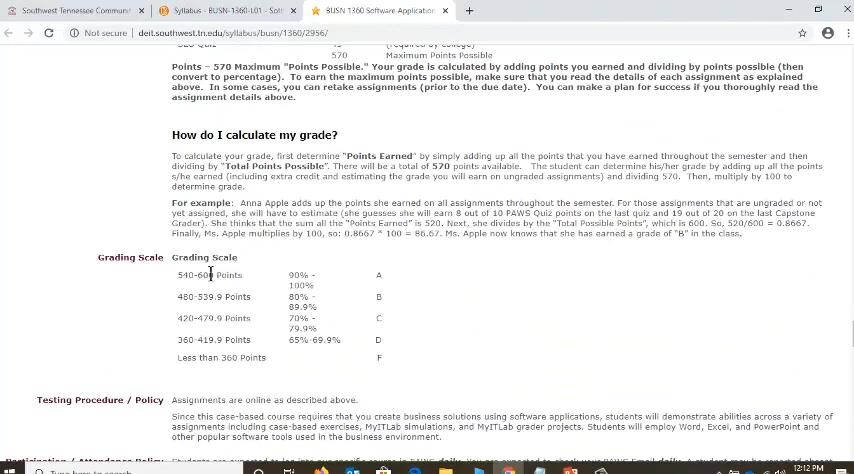 Southwest Tennessee Communi
Syllabus - BUSN-1360-L01 - Soft
BUSN 1360 Software Application
Not secure
deit.southwest.tn.edu/syllabus/busn/1360/2956/
Quiz
(required by college)
570 Maximum Points Possible
Points – 570 Maximum "Points Possible." Your grade is calculated by adding points you earned and dividing by points possible (then
convert to percentage). To earn the maximum points possible, make sure that you read the details of each assignment as explained
above. In some cases, you can retake assignments (prior to the due date). You can make a plan for success if you thoroughly read the
assignment details above.
How do I calculate my grade?
To calculate your grade, first determine "Points Earned" by simply adding up all the points that you have earned throughout the semester and then
dividing by "Total Points Possible". There will be a total of 570 points available. The student can determine his/her grade by adding up all the points
s/he earned (including extra credit and estimating the grade you will earn on ungraded assignments) and dividing 570. Then, multiply by 100 to
determine grade.
For example: Anna Apple adds up the points she earned on all assignments throughout the semester. For those assignments that are ungraded or not
yet assigned, she will have to estimate (she guesses she will earn 8 out of 10 PAWS Quiz points on the last quiz and 19 out of 20 on the last Capstone
Grader). She thinks that the sum all the "Points Earned" is 520. Next, she divides by the "Total Possible Points", which is 600. So, 520/600 = 0.8667.
Finally, Ms. Apple multiplies by 100, so: 0.8667 * 100 = 86.67. Ms. Apple now knows that she has earned a grade of "B" in the class.
Grading Scale
Grading Scale
540-600 Points 90% - 100% A
480-539.9 Points 80% - 89.9% B
420-479.9 Points 70% - 79.9% C
360-419.9 Points 65%-69.9% D
Less than 360 Points F
Testing Procedure / Policy
Assignments are online as described above.
Since this case-based course requires that you create business solutions using software applications, students will demonstrate abilities across a variety of
assignments including case-based exercises, MyITLab simulations, and MyITLab grader projects. Students will employ Word, Excel, and PowerPoint and
other popular software tools used in the business environment.
12:12 PM